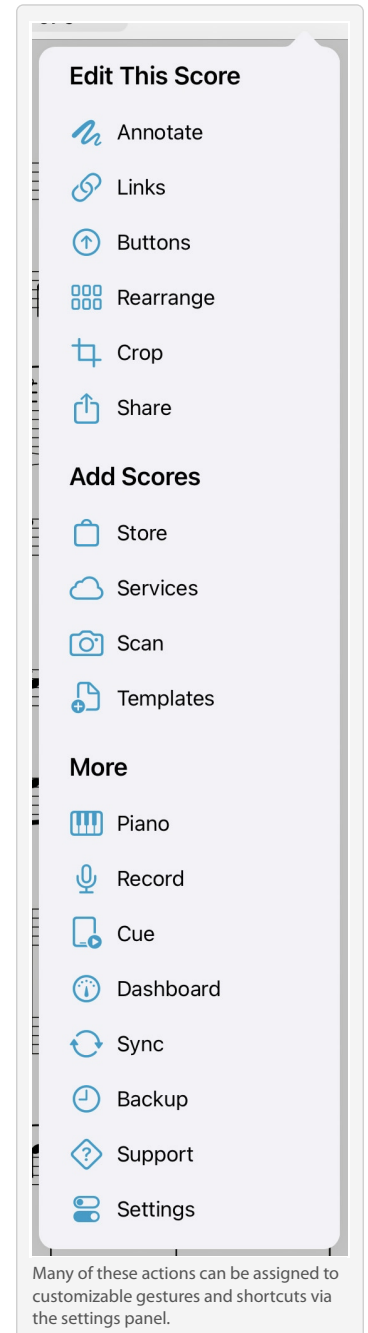 Edit This Score
Annotate
Links
Buttons
Rearrange
Crop
Share
Add Scores
Store
Services
Scan
Templates
More
Piano
Record
Cue
Dashboard
Sync
Backup
Support
Settings
Many of these actions can be assigned to
customizable gestures and shortcuts via
the settings panel.